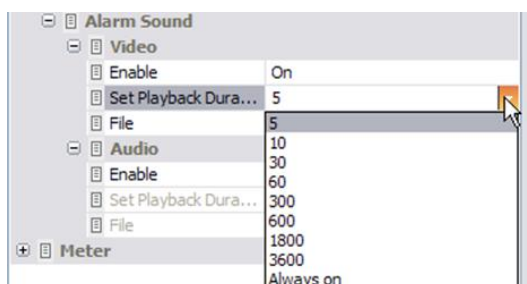 Alarm Sound
Video
Enable On
Set Playback Dura... 5
File
5
10
30
60
300
600
1800
3600
Always on
Audio
Enable
Set Playback Dura...
File
Meter